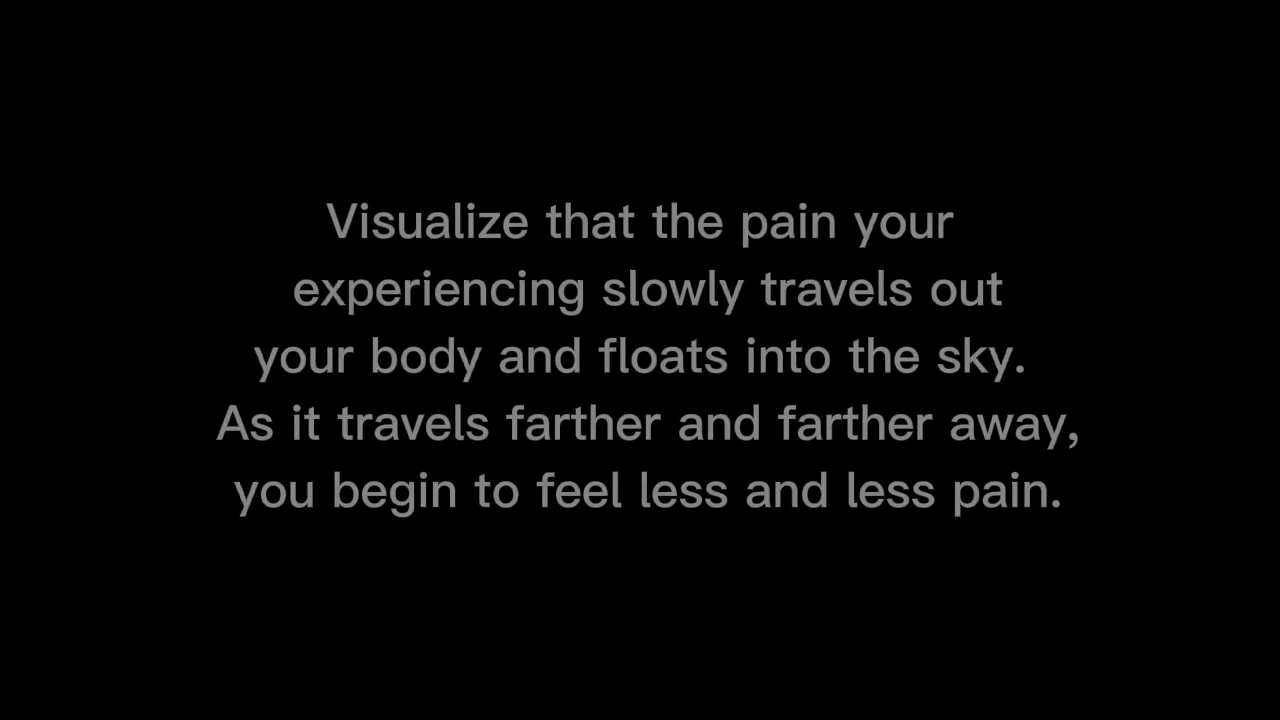 Visualize that the pain your
experiencing slowly travels out
your body and floats into the sky.
As it travels farther and farther away,
you begin to feel less and less pain.